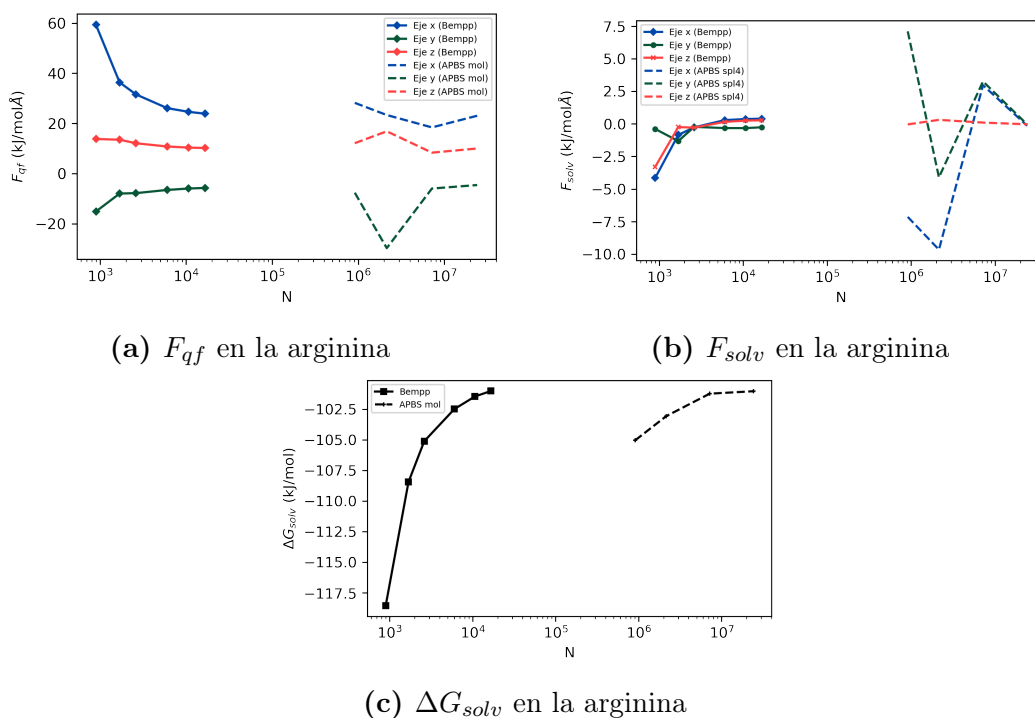 60
40
20
0
−20
F_qf (kJ/molÅ)
Eje x (Bempp)
Eje y (Bempp)
Eje z (Bempp)
Eje x (APBS mol)
Eje y (APBS mol)
Eje z (APBS mol)
10^3 10^4 10^5 10^6 10^7
N
(a) F_qf en la arginina
7.5
5.0
2.5
0.0
−2.5
−5.0
−7.5
−10.0
F_solv (kJ/molÅ)
Eje x (Bempp)
Eje y (Bempp)
Eje z (Bempp)
Eje x (APBS spl4)
Eje y (APBS spl4)
Eje z (APBS spl4)
10^3 10^4 10^5 10^6 10^7
N
(b) F_solv en la arginina
−102.5
−105.0
−107.5
−110.0
−112.5
−115.0
−117.5
ΔG_solv (kJ/mol)
Bempp
APBS mol
10^3 10^4 10^5 10^6 10^7
N
(c) ΔG_solv en la arginina